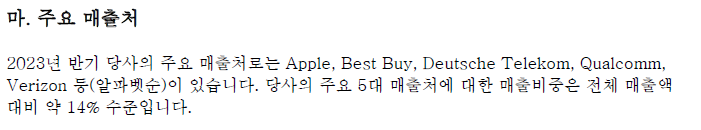 마. 주요 매출처
2023년 반기 당사의 주요 매출처로는 Apple, Best Buy, Deutsche Telekom, Qualcomm,
Verizon 등(알파벳순)이 있습니다. 당사의 주요 5대 매출처에 대한 매출비중은 전체 매출액
대비 약 14% 수준입니다.